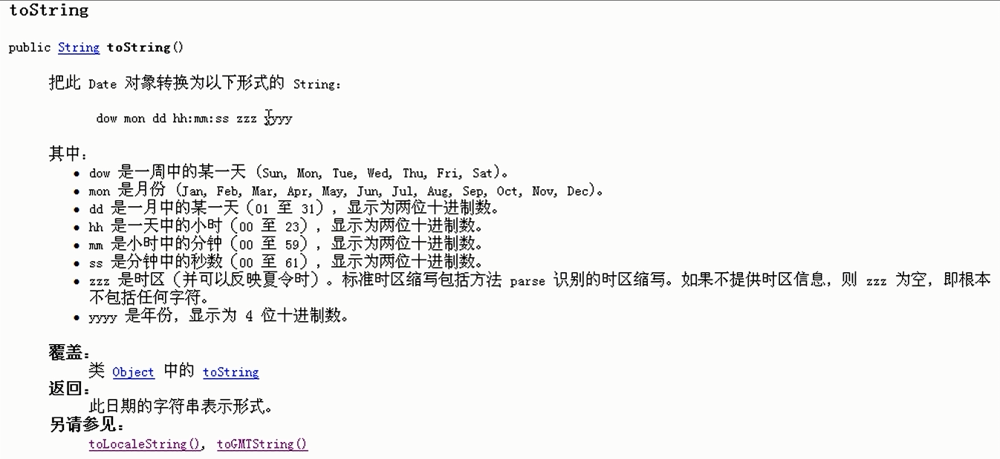 toString
public String toString()
把此 Date 对象转换为以下形式的 String：
dow mon dd hh:mm:ss zzz yyyy
其中：
• dow 是一周中的某一天 (Sun, Mon, Tue, Wed, Thu, Fri, Sat)。
• mon 是月份 (Jan, Feb, Mar, Apr, May, Jun, Jul, Aug, Sep, Oct, Nov, Dec)。
• dd 是一月中的某一天（01 至 31），显示为两位十进制数。
• hh 是一天中的小时（00 至 23），显示为两位十进制数。
• mm 是小时中的分钟（00 至 59），显示为两位十进制数。
• ss 是分钟中的秒数（00 至 61），显示为两位十进制数。
• zzz 是时区（并可以反映夏令时）。标准时区缩写包括方法 parse 识别的时区缩写。如果不提供时区信息，则 zzz 为空，即根本
不包括任何字符。
• yyyy 是年份，显示为 4 位十进制数。
覆盖：
类 Object 中的 toString
返回：
此日期的字符串表示形式。
另请参见：
toLocaleString(), toGMTString()